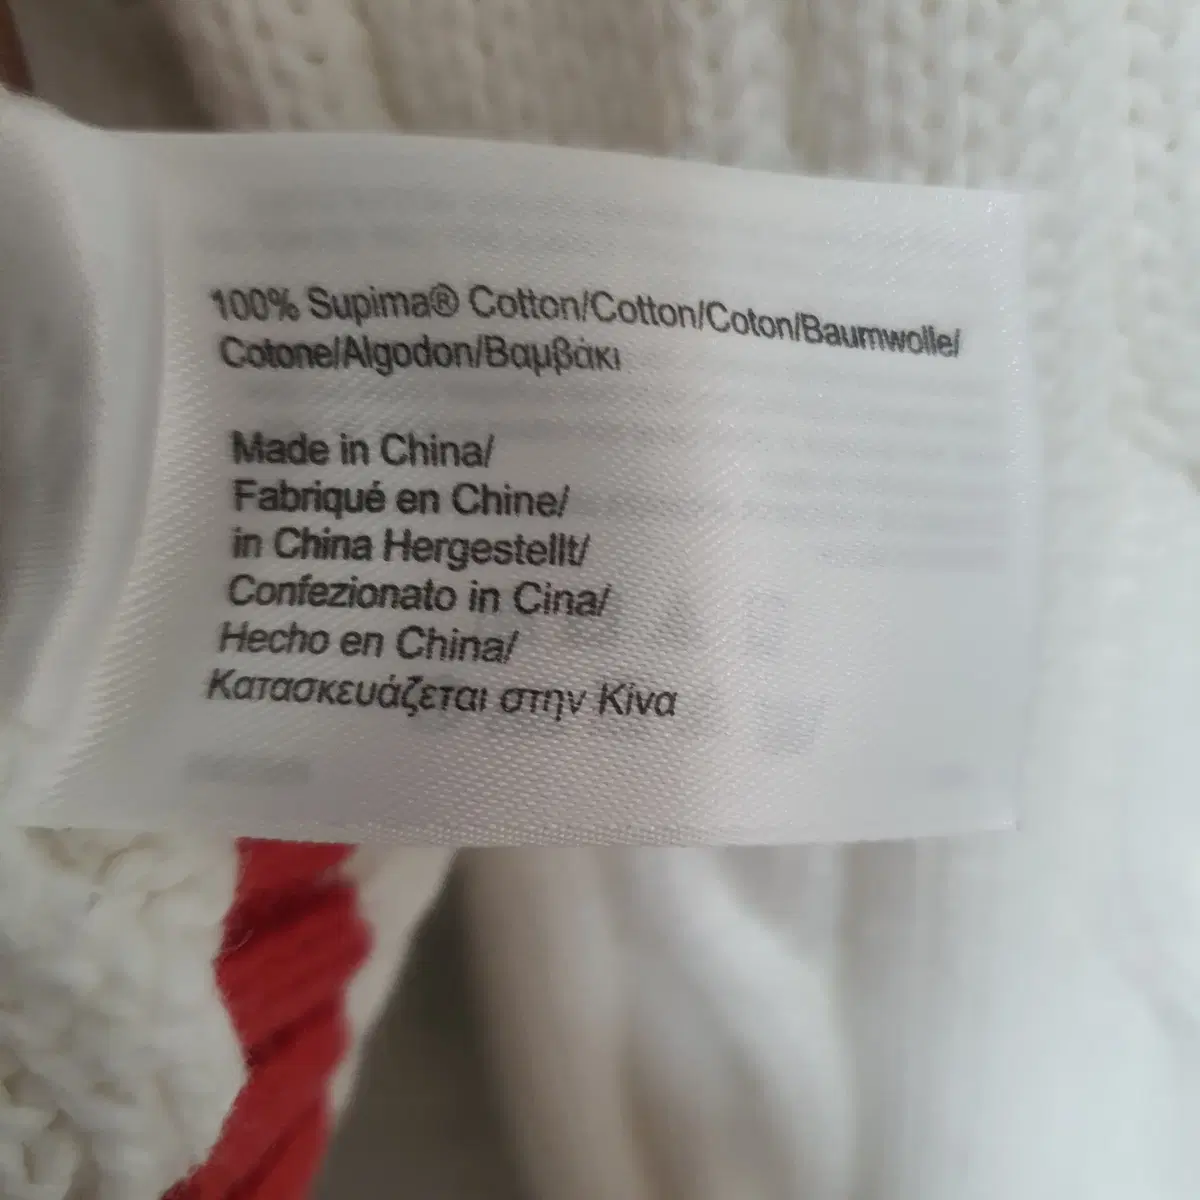 100% Supima® Cotton/Cotton/Coton/Baumwolle/
Cotone/Algodon/Βαμβάκι
Made in China/
Fabriqué en Chine/
in China Hergestellt/
Confezionato in Cina/
Hecho en China/
Κατασκευάζεται στην Κίνα